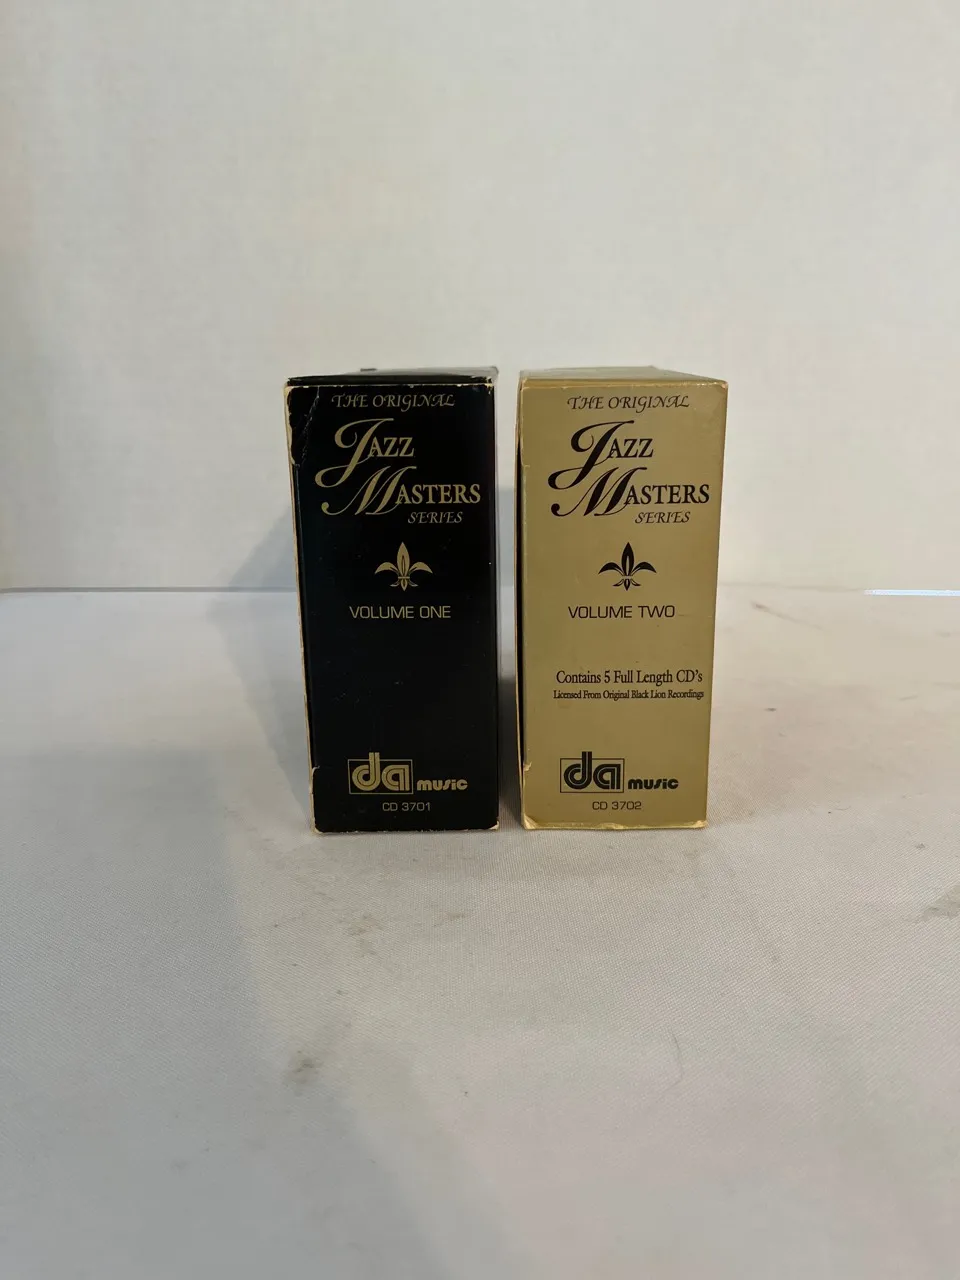 THE ORIGINAL
JAZZ
MASTERS
SERIES
VOLUME ONE
da music
CD 3701
THE ORIGINAL
JAZZ
MASTERS
SERIES
VOLUME TWO
Contains 5 Full Length CD's
Licensed From Original Black Lion Recordings
da music
CD 3702